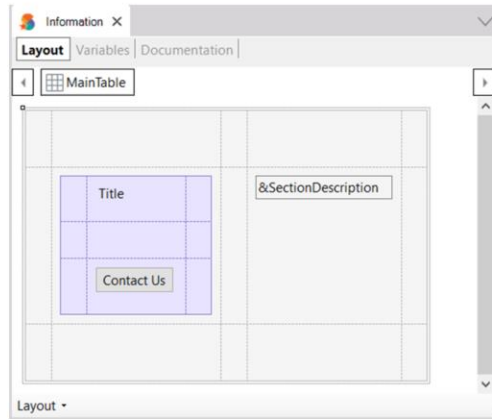 Information
Layout Variables Documentation
MainTable
Title
&SectionDescription
Contact Us
Layout